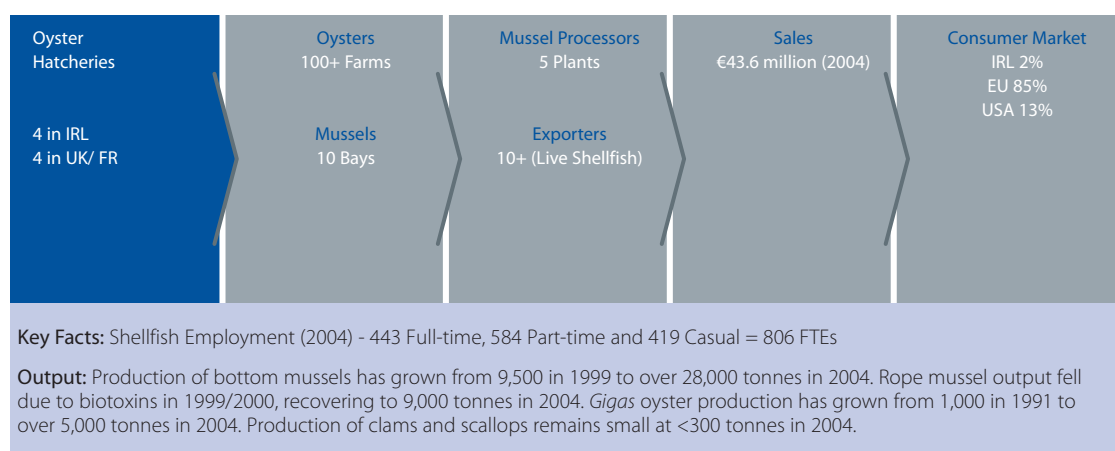 Oyster
Hatcheries
4 in IRL
4 in UK/ FR
Oysters
100+ Farms
Mussels
10 Bays
Mussel Processors
5 Plants
Exporters
10+ (Live Shellfish)
Sales
€43.6 million (2004)
Consumer Market
IRL 2%
EU 85%
USA 13%
Key Facts: Shellfish Employment (2004) - 443 Full-time, 584 Part-time and 419 Casual = 806 FTEs
Output: Production of bottom mussels has grown from 9,500 in 1999 to over 28,000 tonnes in 2004. Rope mussel output fell
due to biotoxins in 1999/2000, recovering to 9,000 tonnes in 2004. Gigas oyster production has grown from 1,000 in 1991 to
over 5,000 tonnes in 2004. Production of clams and scallops remains small at <300 tonnes in 2004.